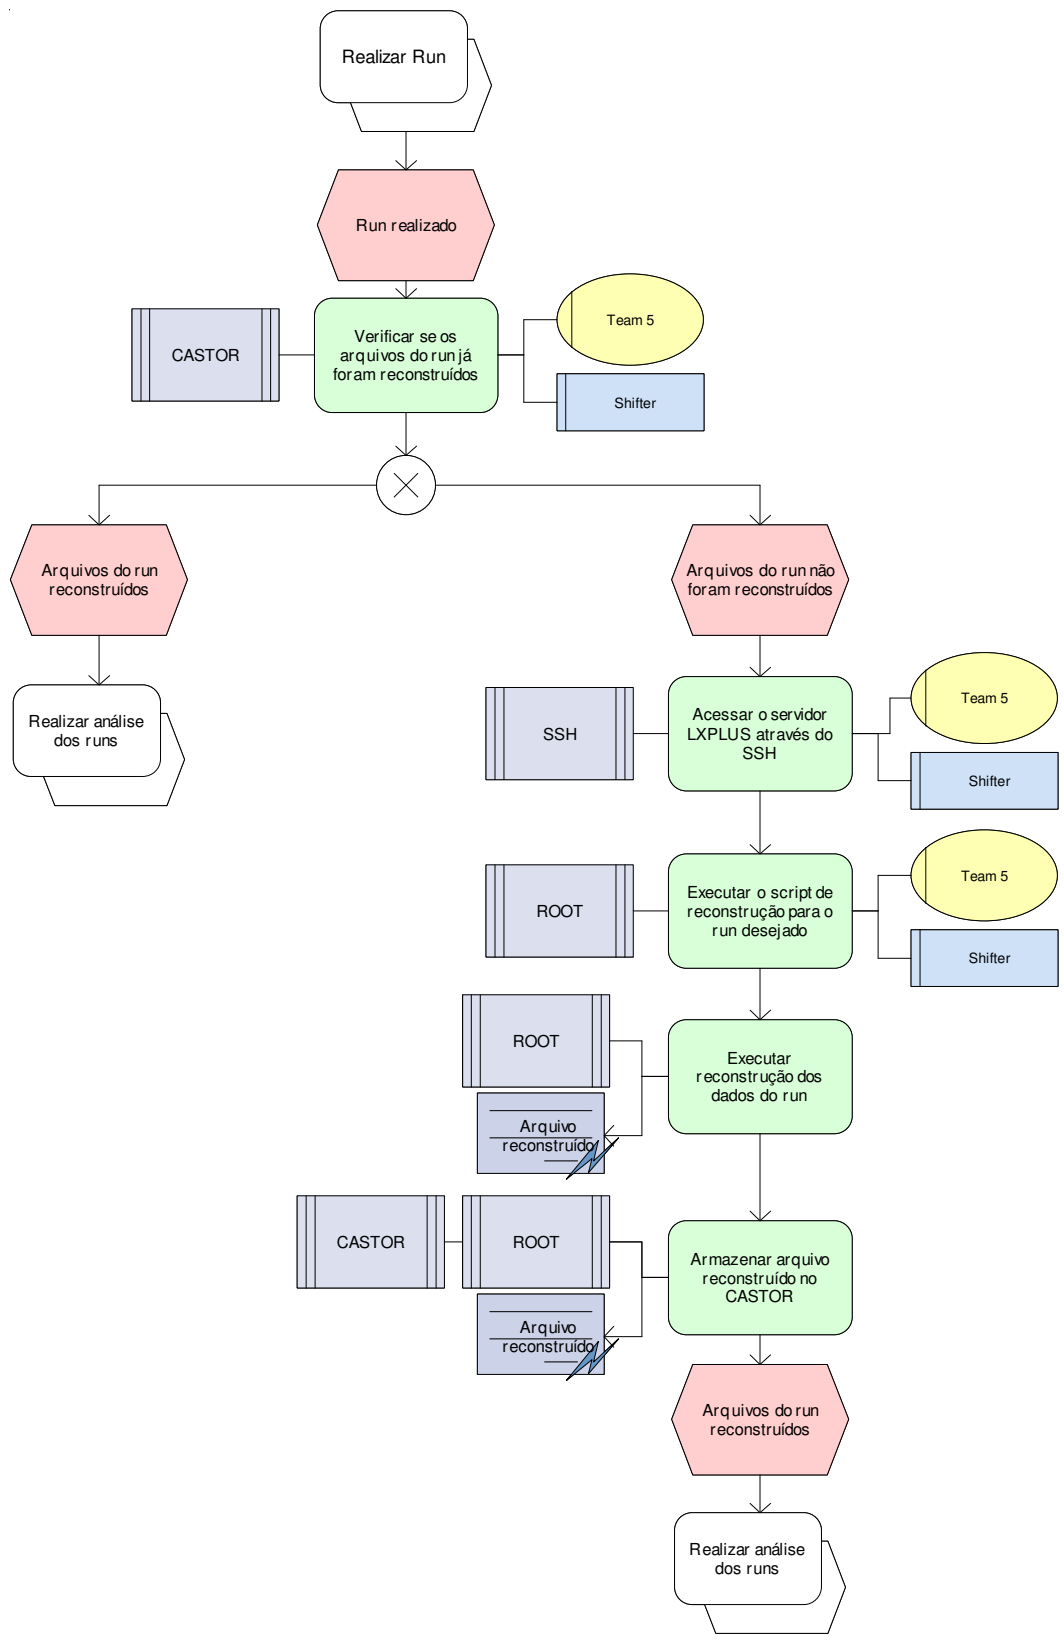 Realizar Run
Run realizado
CASTOR
Verificar se os
arquivos do run já
foram reconstruídos
Team 5
Shifter
Arquivos do run
reconstruídos
Arquivos do run não
foram reconstruídos
Realizar análise
dos runs
SSH
Acessar o servidor
LXPLUS através do
SSH
Team 5
Shifter
ROOT
Executar o script de
reconstrução para o
run desejado
Team 5
Shifter
ROOT
Arquivo
reconstruído
Executar
reconstrução dos
dados do run
CASTOR
ROOT
Arquivo
reconstruído
Armazenar arquivo
reconstruído no
CASTOR
Arquivos do run
reconstruídos
Realizar análise
dos runs